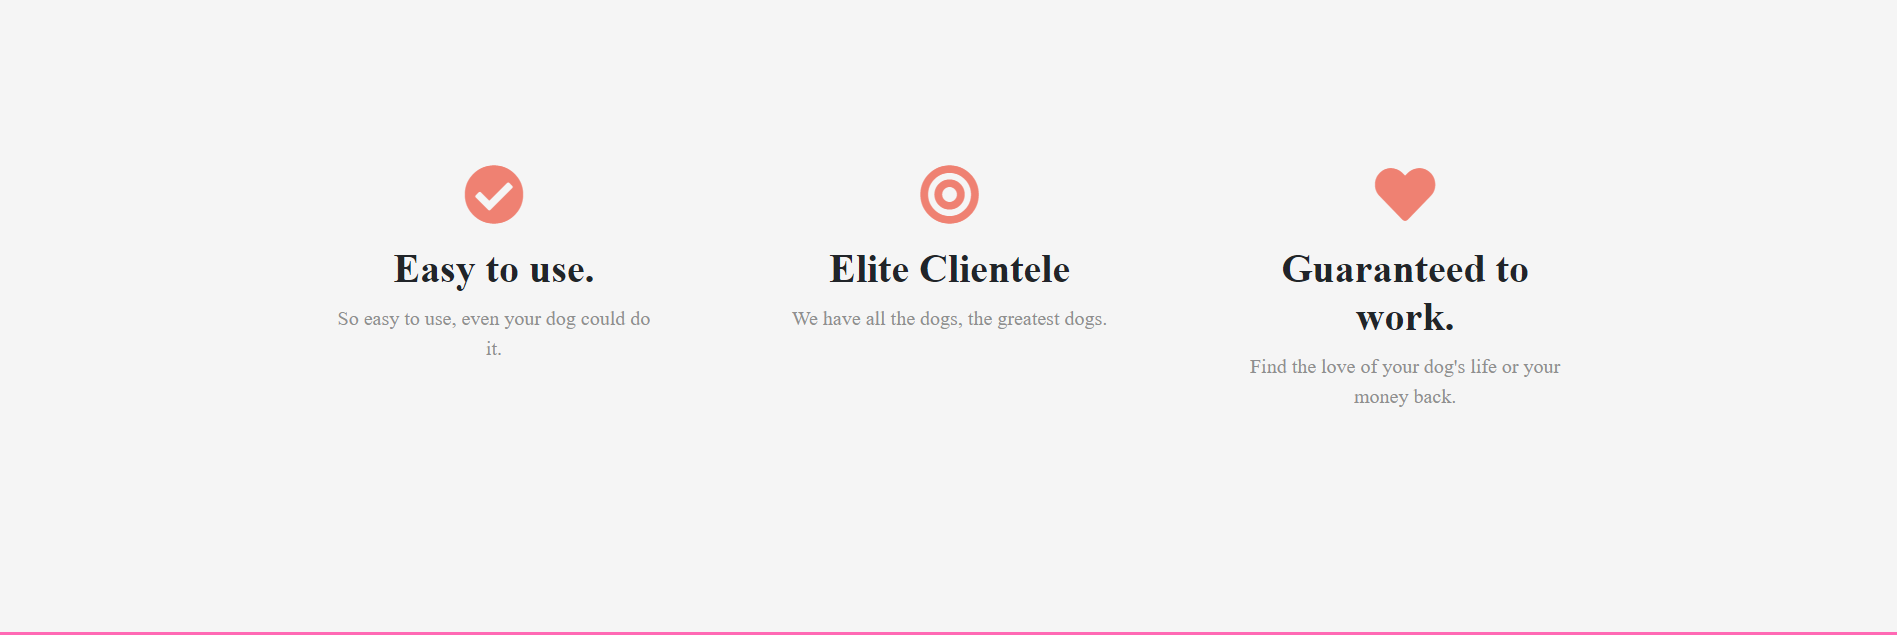 Easy to use.
So easy to use, even your dog could do
it.
Elite Clientele
We have all the dogs, the greatest dogs.
Guaranteed to
work.
Find the love of your dog's life or your
money back.